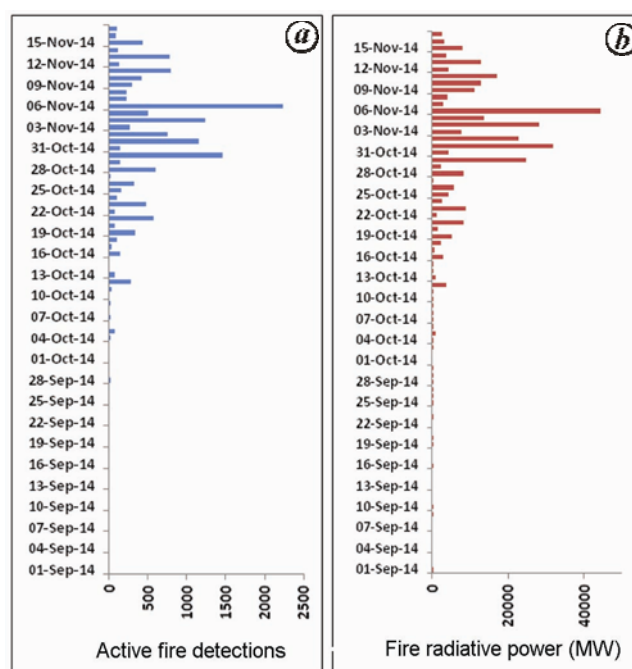 a
15-Nov-14
12-Nov-14
09-Nov-14
06-Nov-14
03-Nov-14
31-Oct-14
28-Oct-14
25-Oct-14
22-Oct-14
19-Oct-14
16-Oct-14
13-Oct-14
10-Oct-14
07-Oct-14
04-Oct-14
01-Oct-14
28-Sep-14
25-Sep-14
22-Sep-14
19-Sep-14
16-Sep-14
13-Sep-14
10-Sep-14
07-Sep-14
04-Sep-14
01-Sep-14
0 500 1000 1500 2000 2500
Active fire detections
b
15-Nov-14
12-Nov-14
09-Nov-14
06-Nov-14
03-Nov-14
31-Oct-14
28-Oct-14
25-Oct-14
22-Oct-14
19-Oct-14
16-Oct-14
13-Oct-14
10-Oct-14
07-Oct-14
04-Oct-14
01-Oct-14
28-Sep-14
25-Sep-14
22-Sep-14
19-Sep-14
16-Sep-14
13-Sep-14
10-Sep-14
07-Sep-14
04-Sep-14
01-Sep-14
0 20000 40000
Fire radiative power (MW)